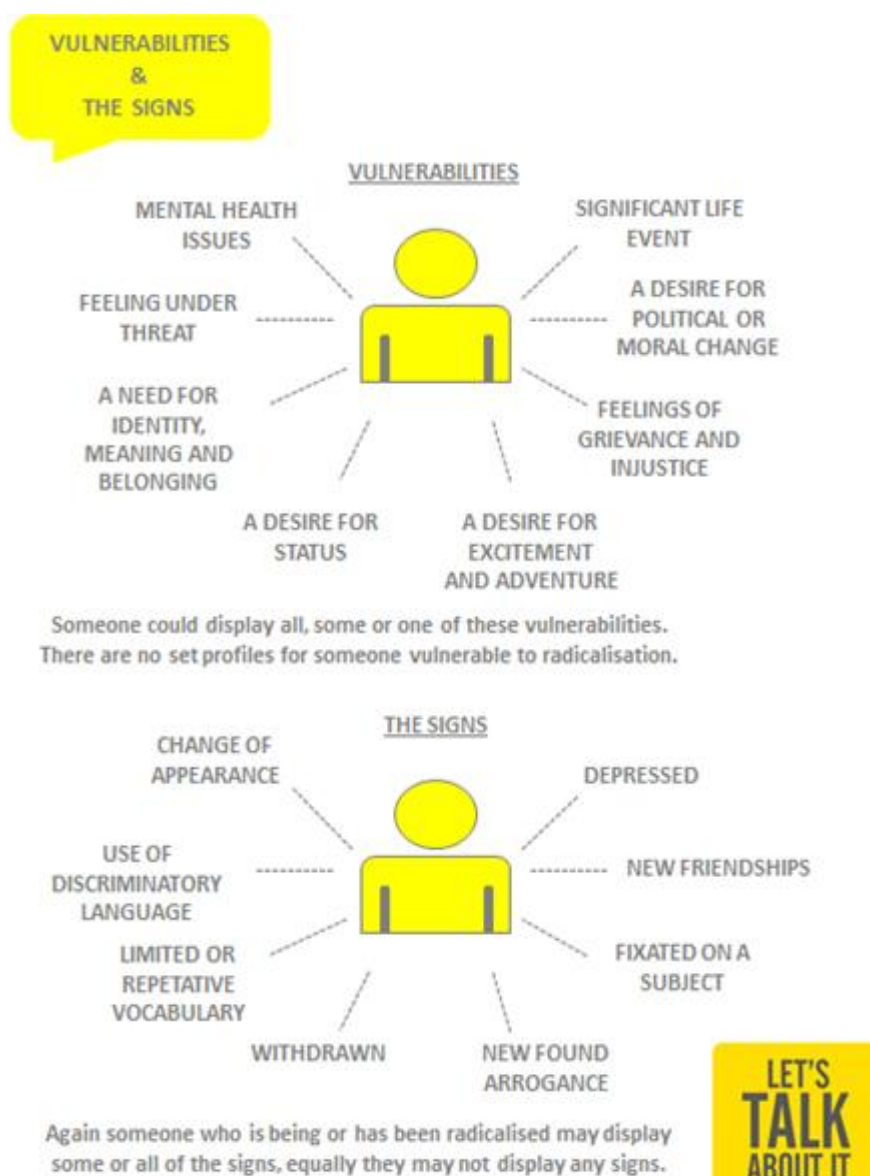 VULNERABILITIES
&
THE SIGNS
VULNERABILITIES
MENTAL HEALTH
ISSUES
SIGNIFICANT LIFE
EVENT
FEELING UNDER
THREAT
A DESIRE FOR
POLITICAL OR
MORAL CHANGE
A NEED FOR
IDENTITY,
MEANING AND
BELONGING
FEELINGS OF
GRIEVANCE AND
INJUSTICE
A DESIRE FOR
STATUS
A DESIRE FOR
EXCITEMENT
AND ADVENTURE
Someone could display all, some or one of these vulnerabilities.
There are no set profiles for someone vulnerable to radicalisation.
THE SIGNS
CHANGE OF
APPEARANCE
DEPRESSED
USE OF
DISCRIMINATORY
LANGUAGE
NEW FRIENDSHIPS
LIMITED OR
REPETATIVE
VOCABULARY
FIXATED ON A
SUBJECT
WITHDRAWN
NEW FOUND
ARROGANCE
Again someone who is being or has been radicalised may display
some or all of the signs, equally they may not display any signs.
LET'S
TALK
ABOUT IT